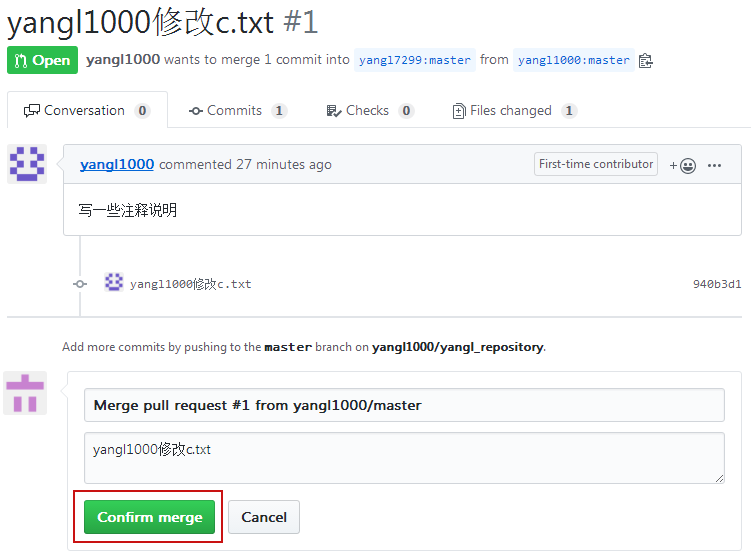 yangl1000修改c.txt #1
Open yangl1000 wants to merge 1 commit into yangl7299:master from yangl1000:master
Conversation 0 Commits 1 Checks 0 Files changed 1
yangl1000 commented 27 minutes ago First-time contributor
写一些注释说明
yangl1000修改c.txt 940b3d1
Add more commits by pushing to the master branch on yangl1000/yangl_repository.
Merge pull request #1 from yangl1000/master
yangl1000修改c.txt
Confirm merge Cancel